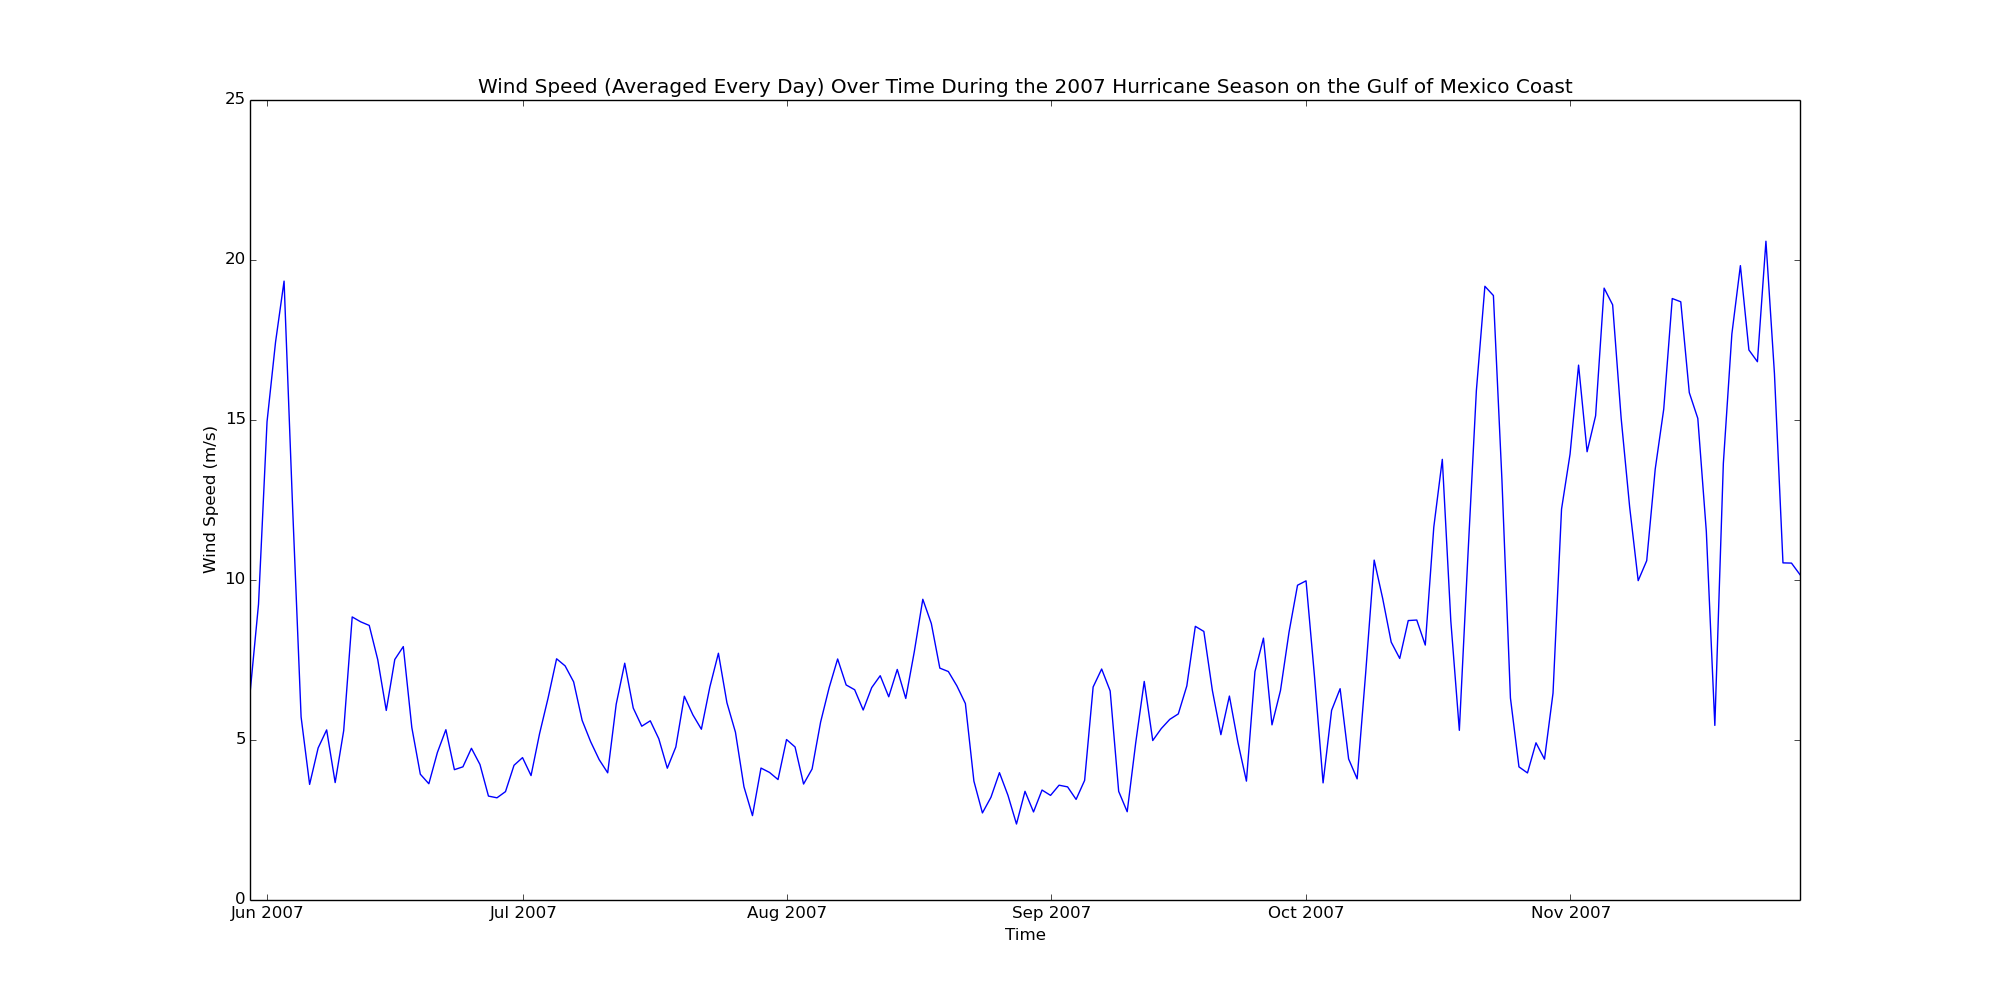 Wind Speed (Averaged Every Day) Over Time During the 2007 Hurricane Season on the Gulf of Mexico Coast
25
20
15
10
5
0
Wind Speed (m/s)
Jun 2007 Jul 2007 Aug 2007 Sep 2007 Oct 2007 Nov 2007
Time